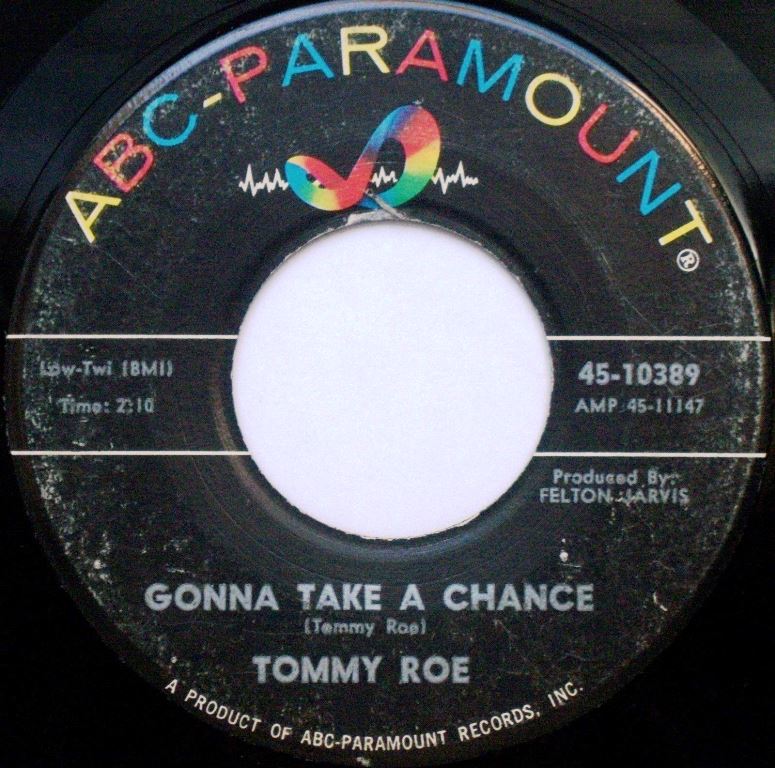 ABC-PARAMOUNT
®
Low-Twi (BMI)
Time: 2:10
45-10389
AMP 45-11147
Produced By:
FELTON JARVIS
GONNA TAKE A CHANCE
(Tommy Roe)
TOMMY ROE
A PRODUCT OF ABC-PARAMOUNT RECORDS, INC.